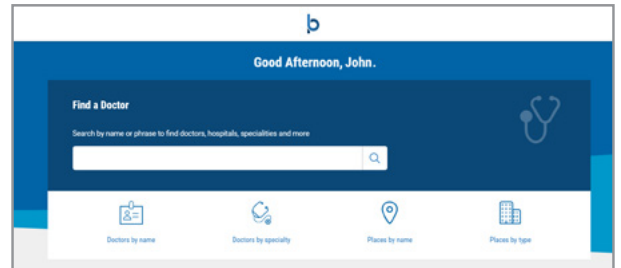 b
Good Afternoon, John.
Find a Doctor
Search by name or phrase to find doctors, hospitals, specialities and more
Doctors by name
Doctors by specialty
Places by name
Places by type